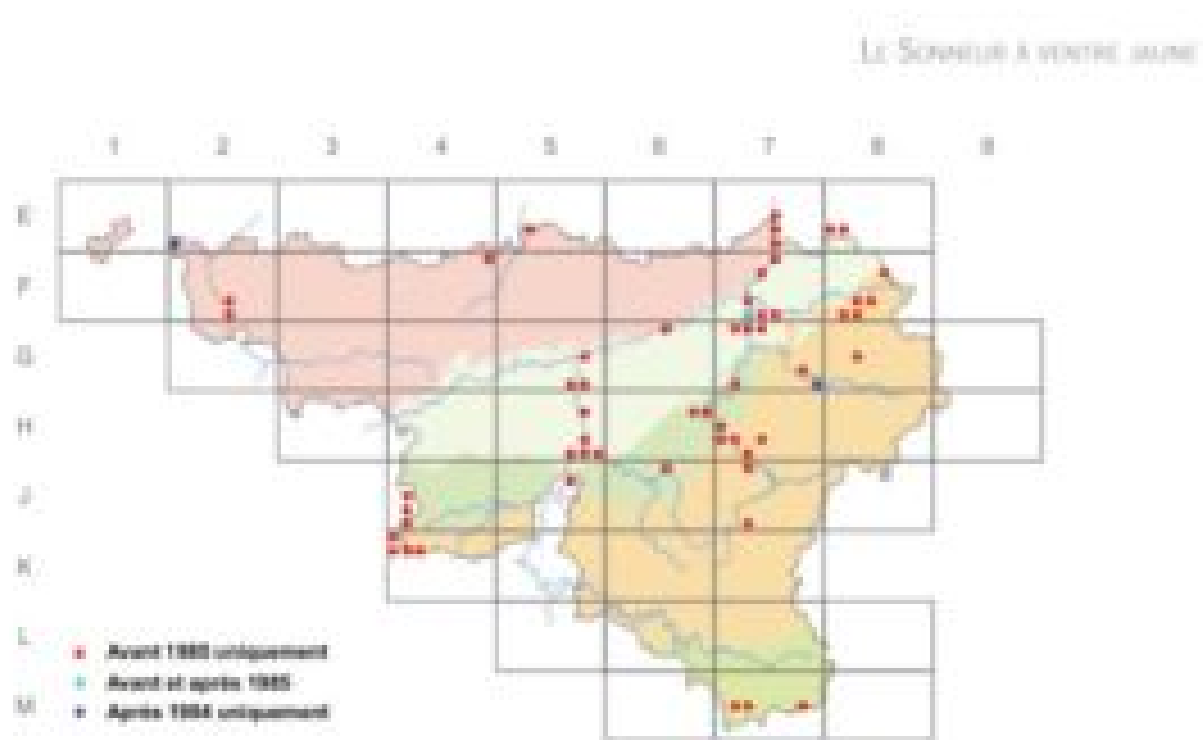 LE SONNEUR À VENTRE JAUNE
1 2 3 4 5 6 7 8 9
E
F
G
H
J
K
L
M
Avant 1985 uniquement
Avant et après 1985
Après 1984 uniquement